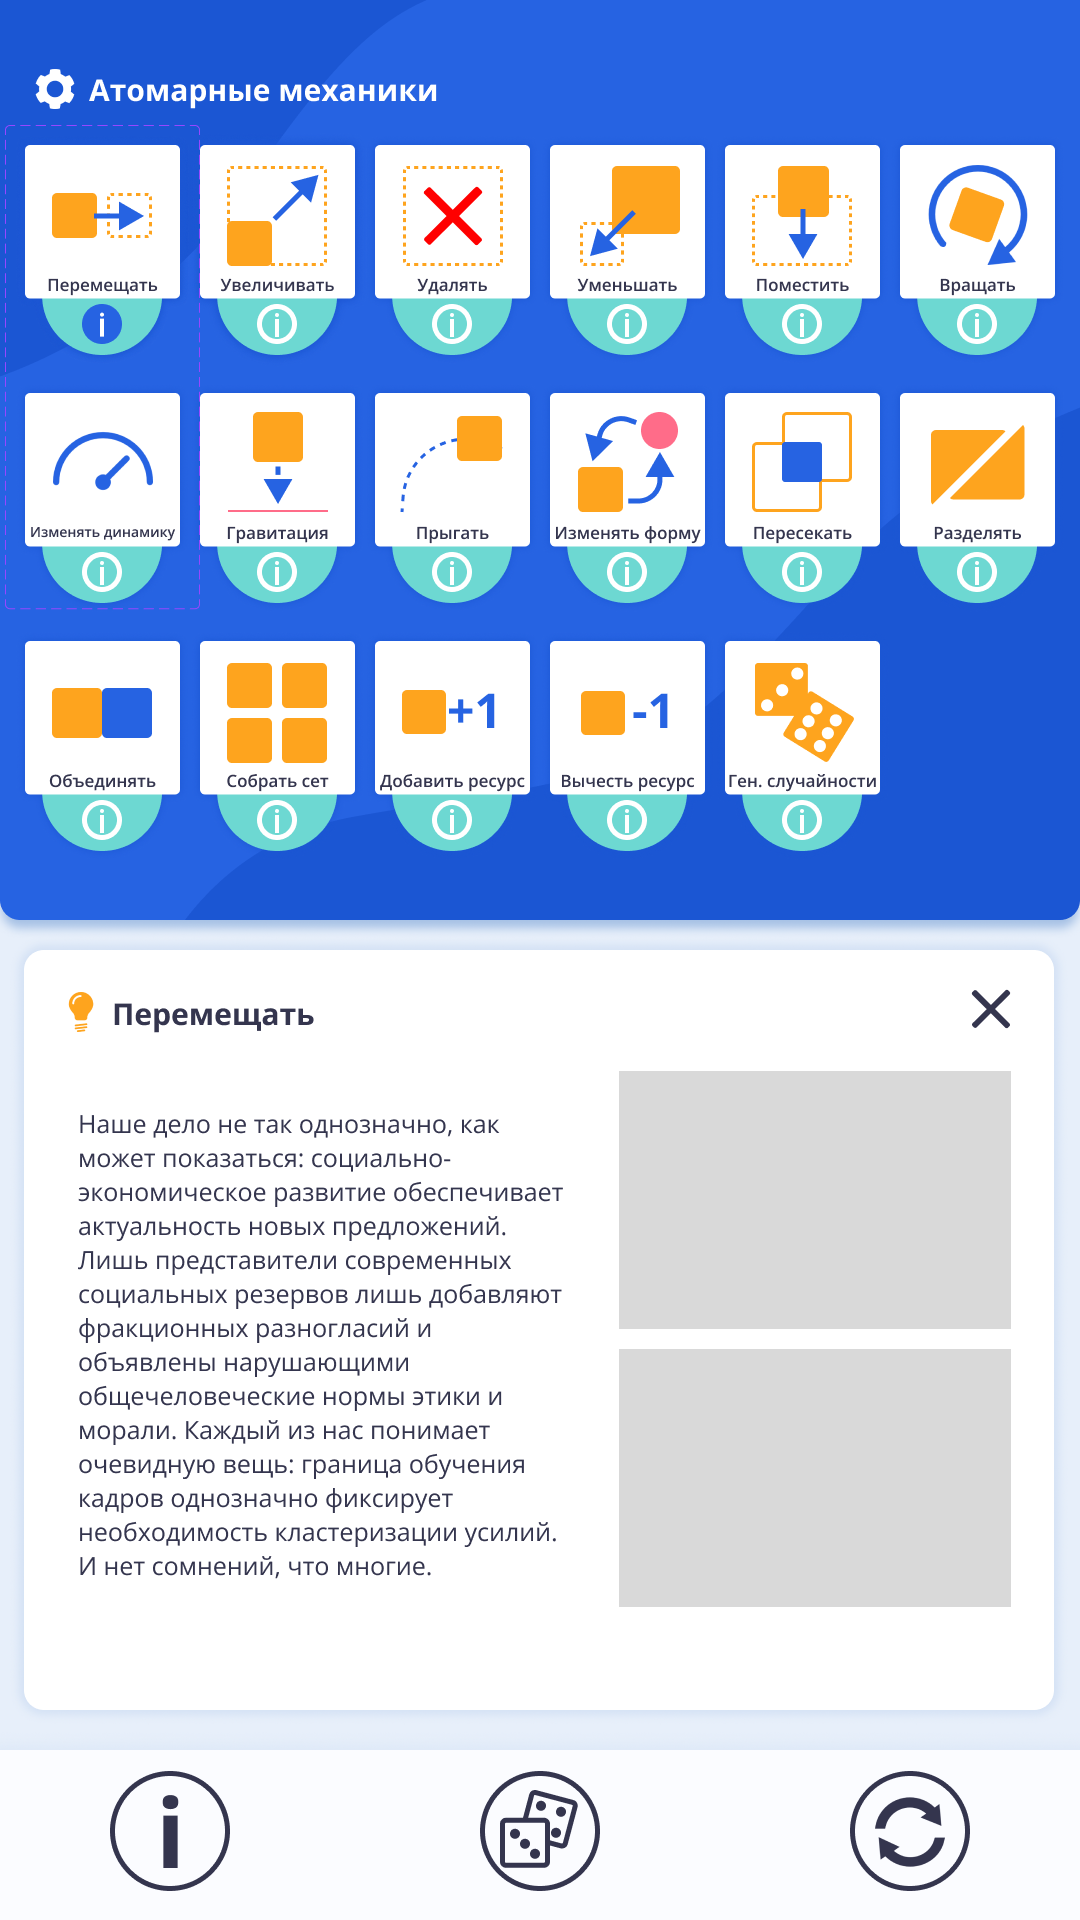 Атомарные механики
Перемещать
Увеличивать
Удалять
Уменьшать
Поместить
Вращать
Изменять динамику
Гравитация
Прыгать
Изменять форму
Пересекать
Разделять
+1
-1
Объединять
Собрать сет
Добавить ресурс
Вычесть ресурс
Ген. случайности
Перемещать
Наше дело не так однозначно, как
может показаться: социально-
экономическое развитие обеспечивает
актуальность новых предложений.
Лишь представители современных
социальных резервов лишь добавляют
фракционных разногласий и
объявлены нарушающими
общечеловеческие нормы этики и
морали. Каждый из нас понимает
очевидную вещь: граница обучения
кадров однозначно фиксирует
необходимость кластеризации усилий.
И нет сомнений, что многие.